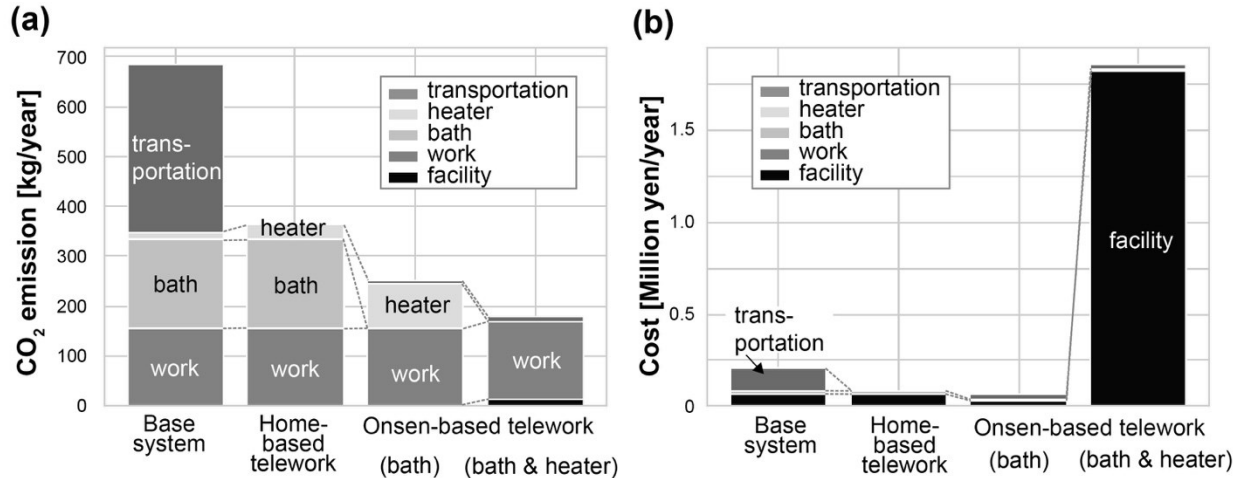 (a)
CO2 emission [kg/year]
700
600
500
400
300
200
100
0
transportation
heater
bath
work
facility
trans-
portation
bath
work
heater
bath
work
heater
work
work
Base
system
Home-
based
telework
Onsen-based telework
(bath)
(bath & heater)
(b)
Cost [Million yen/year]
1.5
1.0
0.5
0
transportation
heater
bath
work
facility
trans-
portation
facility
Base
system
Home-
based
telework
Onsen-based telework
(bath)
(bath & heater)